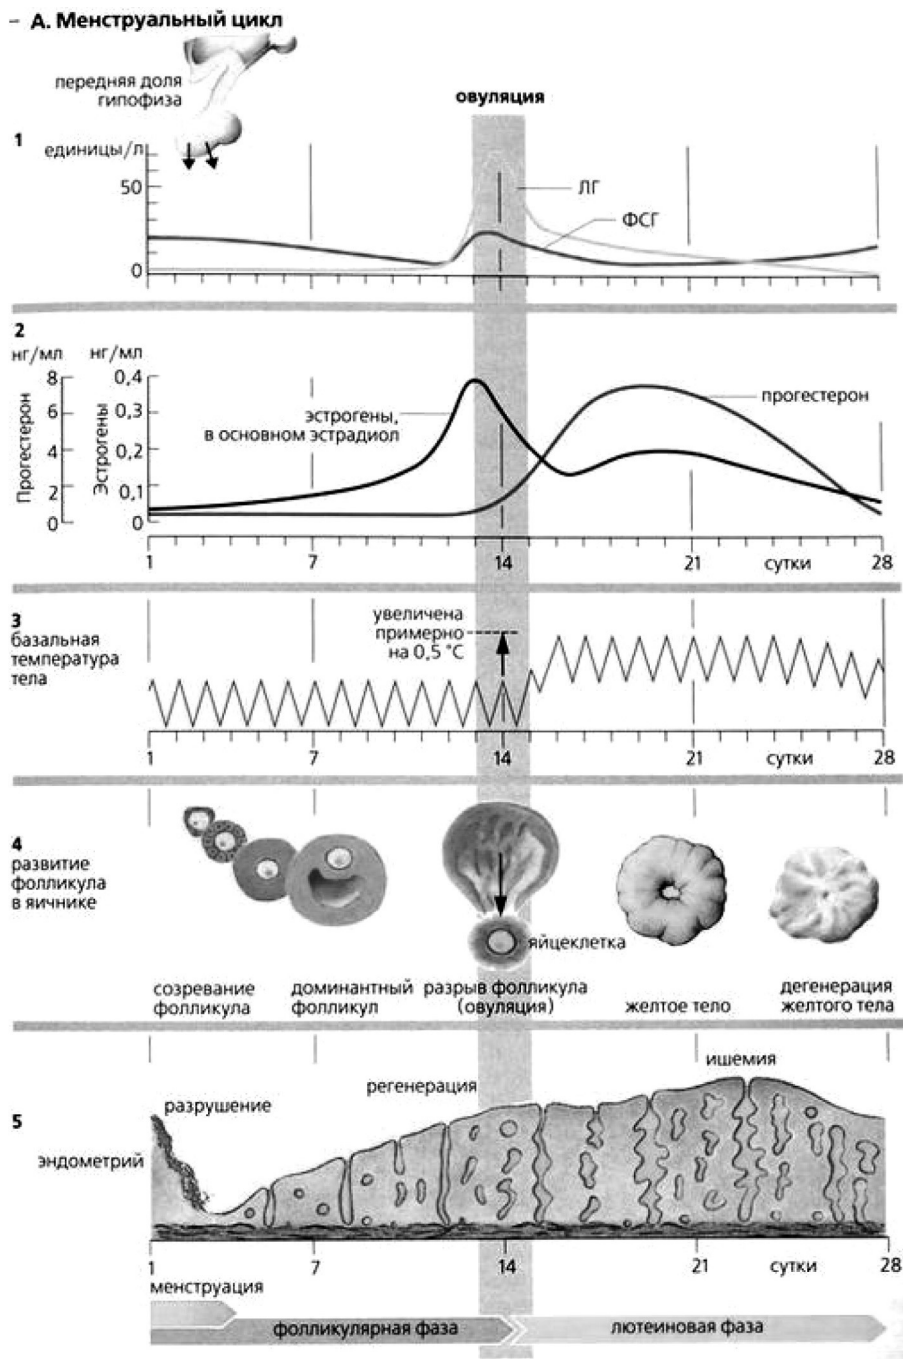 – А. Менструальный цикл
передняя доля
гипофиза
овуляция
1
единицы/л
50
0
ЛГ
ФСГ
2
нг/мл
нг/мл
8
6
4
2
0
Прогестерон
0,4
0,3
0,2
0,1
0
Эстрогены
эстрогены,
в основном эстрадиол
прогестерон
1 7 14 21 сутки 28
3
базальная
температура
тела
увеличена
примерно
на 0,5 °C
1 7 14 21 сутки 28
4
развитие
фолликула
в яичнике
яйцеклетка
созревание
фолликула
доминантный
фолликул
разрыв фолликула
(овуляция)
желтое тело
дегенерация
желтого тела
5
эндометрий
разрушение
регенерация
ишемия
1 7 14 21 сутки 28
менструация
фолликулярная фаза
лютеиновая фаза